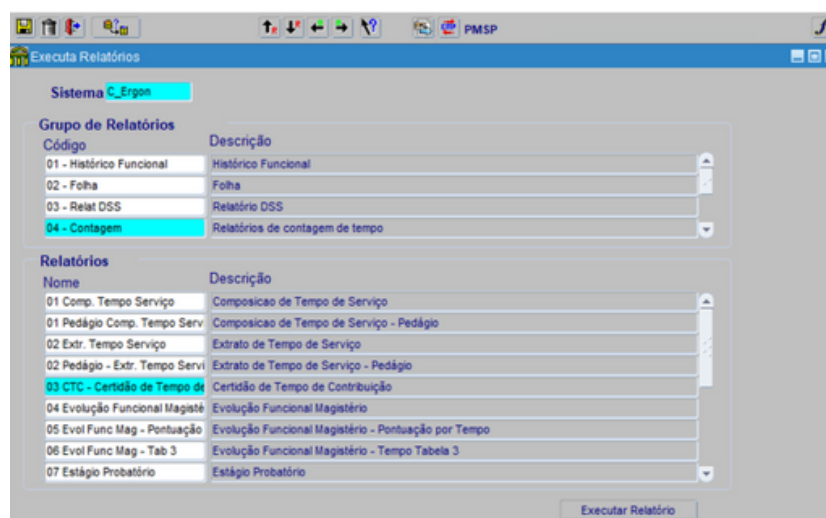 PMSP
Executa Relatórios
Sistema C_Ergon
Grupo de Relatórios
Código Descrição
01 - Histórico Funcional Histórico Funcional
02 - Folha Folha
03 - Relat DSS Relatório DSS
04 - Contagem Relatórios de contagem de tempo
Relatórios
Nome Descrição
01 Comp. Tempo Serviço Composicao de Tempo de Serviço
01 Pedágio Comp. Tempo Serv Composicao de Tempo de Serviço - Pedágio
02 Extr. Tempo Serviço Extrato de Tempo de Serviço
02 Pedágio - Extr. Tempo Servi Extrato de Tempo de Serviço - Pedágio
03 CTC - Certidão de Tempo de Certidão de Tempo de Contribuição
04 Evolução Funcional Magisté Evolução Funcional Magistério
05 Evol Func Mag - Pontuação Evolução Funcional Magistério - Pontuação por Tempo
06 Evol Func Mag - Tab 3 Evolução Funcional Magistério - Tempo Tabela 3
07 Estágio Probatório Estágio Probatório
Executar Relatório